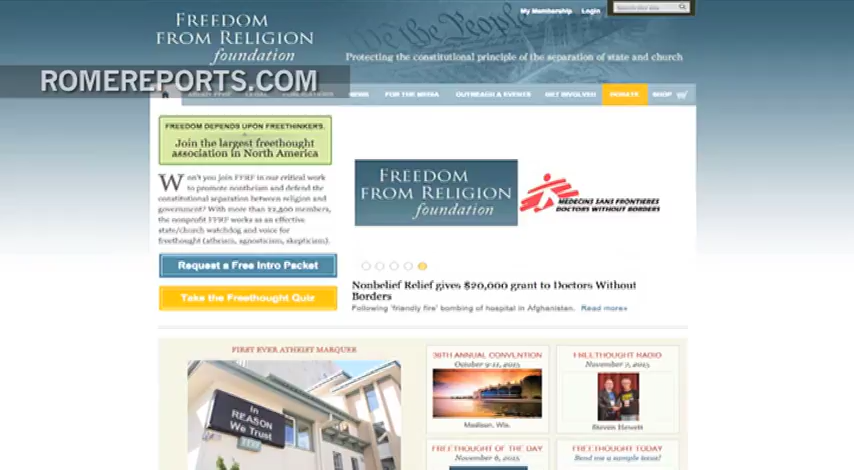 FREEDOM
FROM RELIGION
foundation
My Membership Login
Search this site
We the People
Protecting the constitutional principle of the separation of state and church
ROMEREPORTS.COM
NEWS FOR THE MEDIA OUTREACH & EVENTS GET INVOLVED DONATE SHOP
FREEDOM DEPENDS UPON FREETHINKERS.
Join the largest freethought
association in North America
Won't you join FFRF in our critical work
to promote nontheism and defend the
constitutional separation between religion and
government? With more than 22,500 members,
the nonprofit FFRF works as an effective
state/church watchdog and voice for
freethought (atheism, agnosticism, skepticism).
Request a Free Intro Packet
Take the Freethought Quiz
FREEDOM
FROM RELIGION
foundation
MEDECINS SANS FRONTIERES
DOCTORS WITHOUT BORDERS
Nonbelief Relief gives $20,000 grant to Doctors Without
Borders
Following 'friendly fire' bombing of hospital in Afghanistan. Read more»
FIRST EVER ATHEIST MARQUEE
In
REASON
We Trust
38TH ANNUAL CONVENTION
October 9-11, 2015
Madison, Wis.
FREETHOUGHT RADIO
November 7, 2015
Steven Hewett
FREETHOUGHT OF THE DAY
November 6, 2015
FREETHOUGHT TODAY
Send me a sample issue!